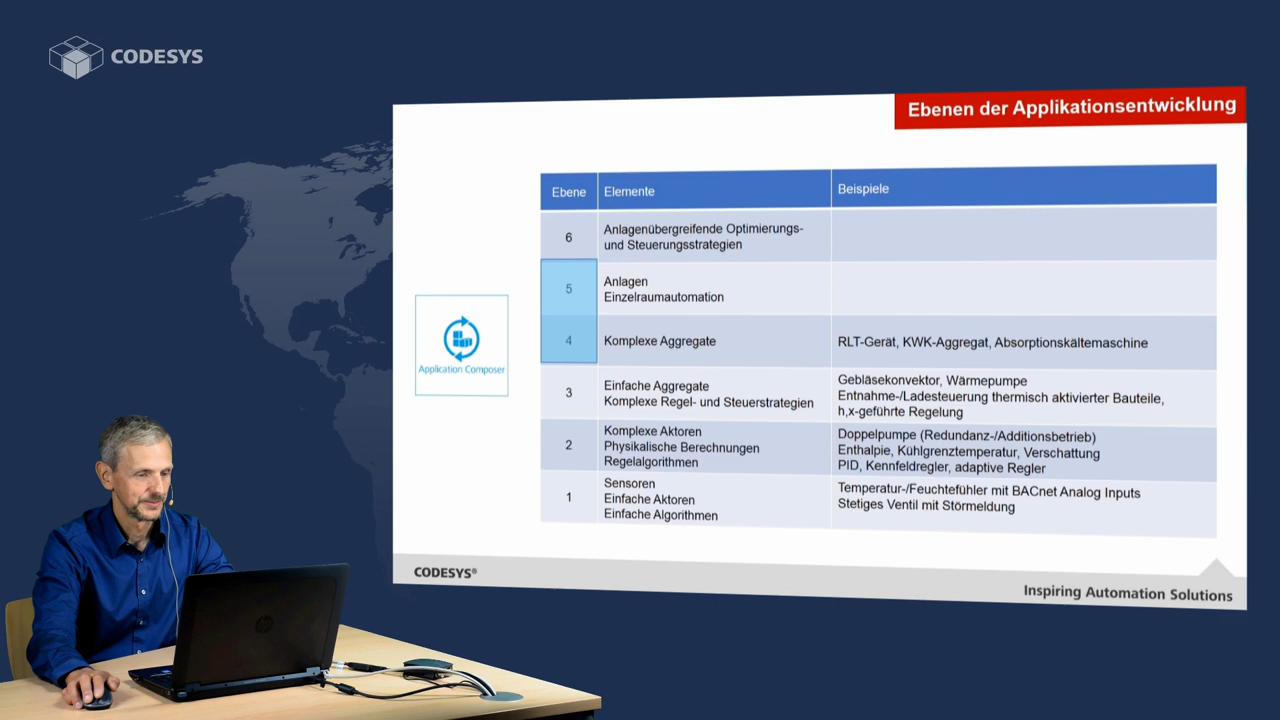 CODESYS
Ebenen der Applikationsentwicklung
Ebene Elemente Beispiele
6 Anlagenübergreifende Optimierungs-
und Steuerungsstrategien
5 Anlagen
Einzelraumautomation
4 Komplexe Aggregate RLT-Gerät, KWK-Aggregat, Absorptionskältemaschine
Application Composer
3 Einfache Aggregate
Komplexe Regel- und Steuerstrategien
Gebläsekonvektor, Wärmepumpe
Entnahme-/Ladesteuerung thermisch aktivierter Bauteile,
h,x-geführte Regelung
2 Komplexe Aktoren
Physikalische Berechnungen
Regelalgorithmen
Doppelpumpe (Redundanz-/Additionsbetrieb)
Enthalpie, Kühlgrenztemperatur, Verschattung
PID, Kennfeldregler, adaptive Regler
1 Sensoren
Einfache Aktoren
Einfache Algorithmen
Temperatur-/Feuchtefühler mit BACnet Analog Inputs
Stetiges Ventil mit Störmeldung
CODESYS®
Inspiring Automation Solutions